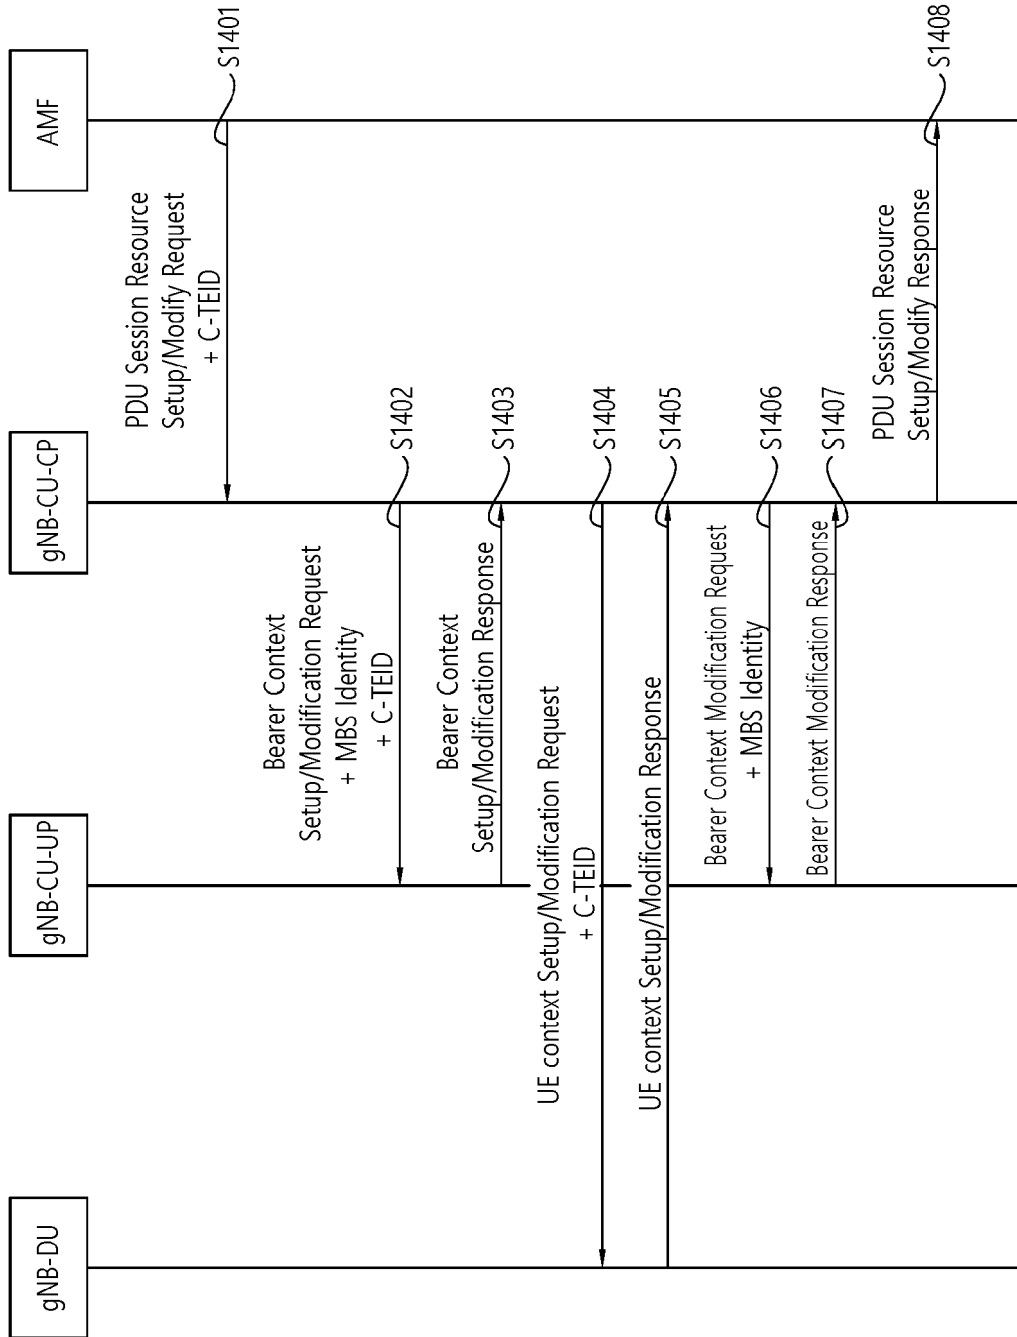 gNB-DU
gNB-CU-UP
gNB-CU-CP
AMF
PDU Session Resource
Setup/Modify Request
+ C-TEID
S1401
Bearer Context
Setup/Modification Request
+ MBS Identity
+ C-TEID
S1402
Bearer Context
Setup/Modification Response
S1403
UE context Setup/Modification Request
+ C-TEID
S1404
UE context Setup/Modification Response
S1405
Bearer Context Modification Request
+ MBS Identity
S1406
Bearer Context Modification Response
S1407
PDU Session Resource
Setup/Modify Response
S1408